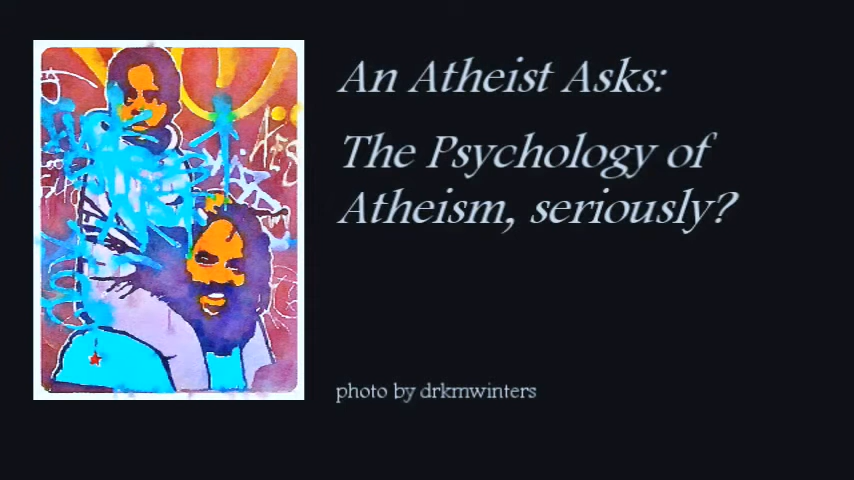 An Atheist Asks:
The Psychology of
Atheism, seriously?
photo by drkmwinters